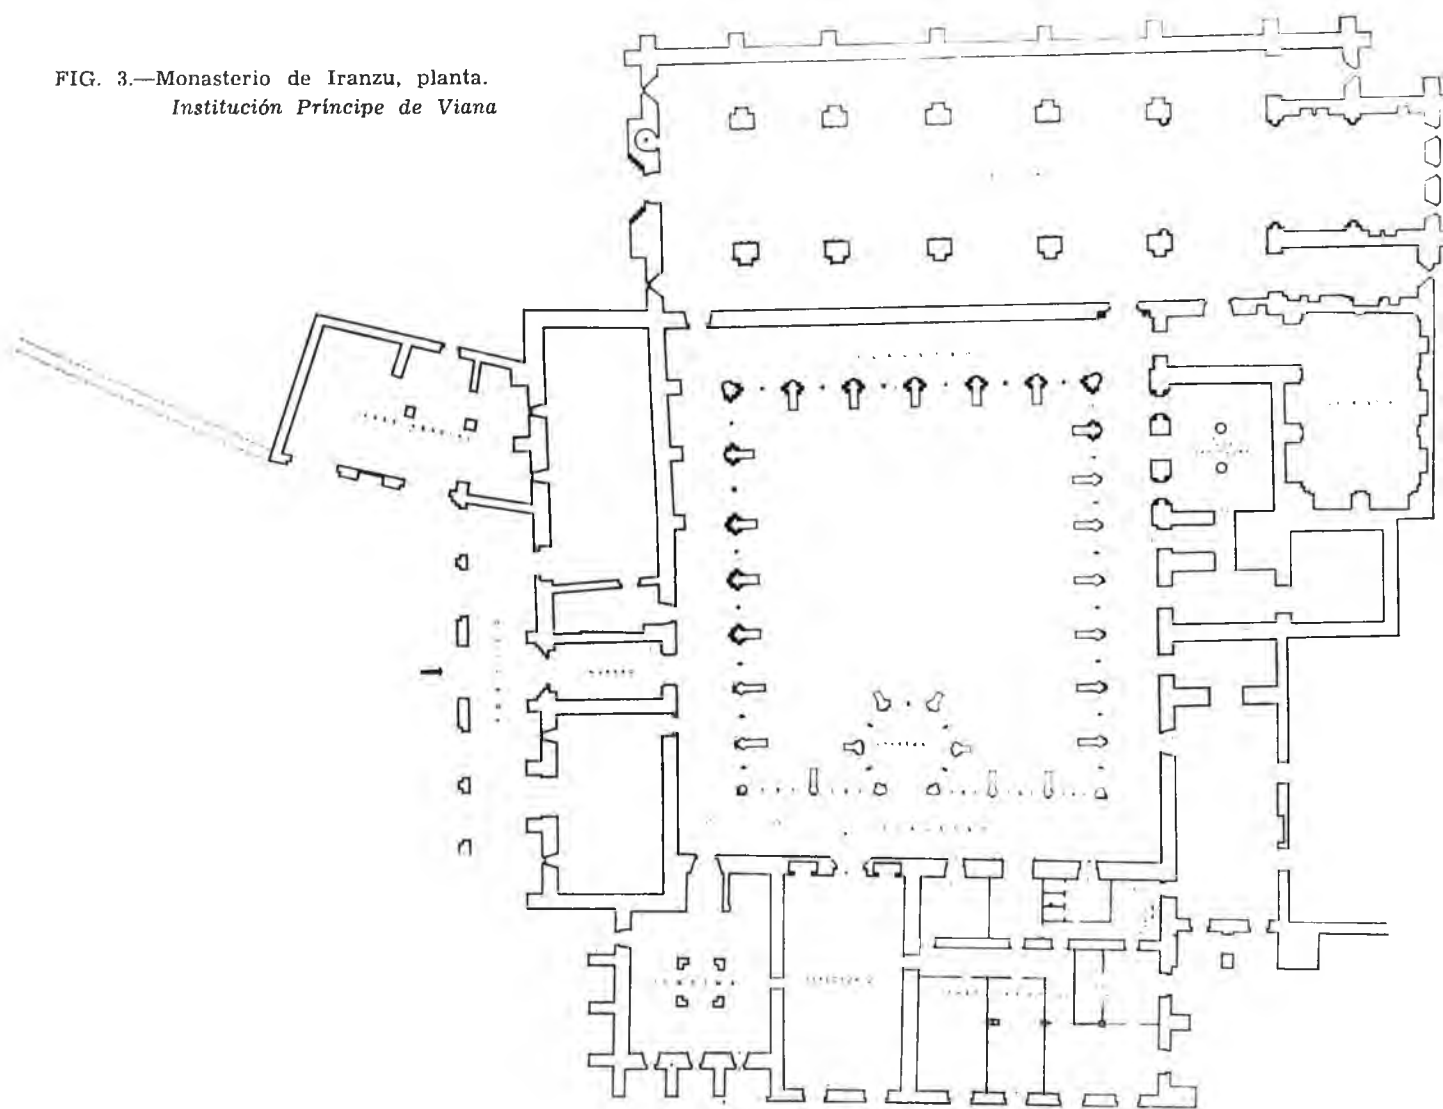 FIG. 3.—Monasterio de Iranzu, planta.
Institución Príncipe de Viana